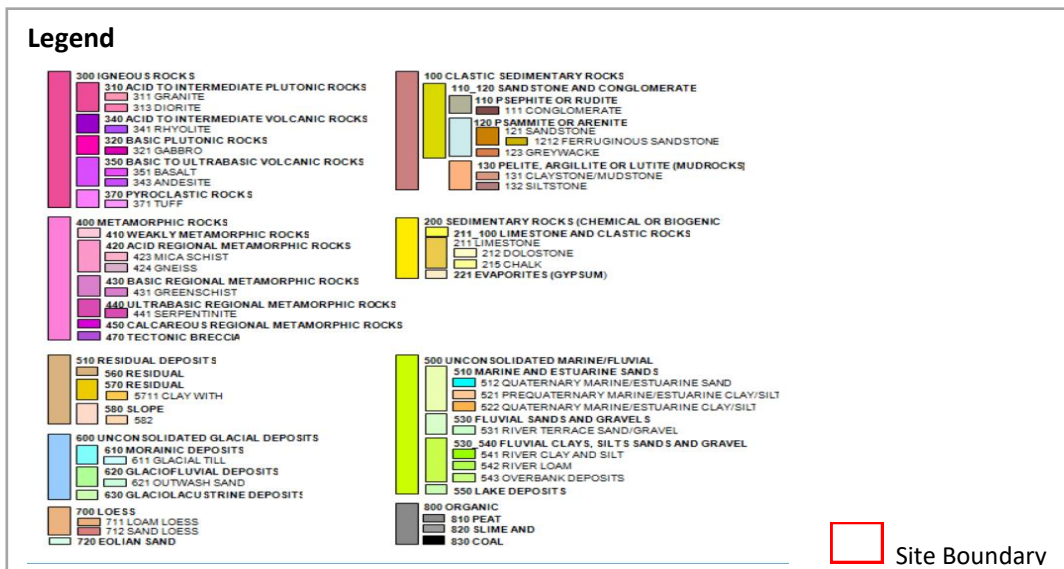 Legend
300 IGNEOUS ROCKS
310 ACID TO INTERMEDIATE PLUTONIC ROCKS
311 GRANITE
313 DIORITE
340 ACID TO INTERMEDIATE VOLCANIC ROCKS
341 RHYOLITE
320 BASIC PLUTONIC ROCKS
321 GABBRO
350 BASIC TO ULTRABASIC VOLCANIC ROCKS
351 BASALT
343 ANDESITE
370 PYROCLASTIC ROCKS
371 TUFF
400 METAMORPHIC ROCKS
410 WEAKLY METAMORPHIC ROCKS
420 ACID REGIONAL METAMORPHIC ROCKS
423 MICA SCHIST
424 GNEISS
430 BASIC REGIONAL METAMORPHIC ROCKS
431 GREENSCHIST
440 ULTRABASIC REGIONAL METAMORPHIC ROCKS
441 SERPENTINITE
450 CALCAREOUS REGIONAL METAMORPHIC ROCKS
470 TECTONIC BRECCIA
510 RESIDUAL DEPOSITS
560 RESIDUAL
570 RESIDUAL
5711 CLAY WITH
580 SLOPE
582
600 UNCONSOLIDATED GLACIAL DEPOSITS
610 MORAINIC DEPOSITS
611 GLACIAL TILL
620 GLACIOFLUVIAL DEPOSITS
621 OUTWASH SAND
630 GLACIOLACUSTRINE DEPOSITS
700 LOESS
711 LOAM LOESS
712 SAND LOESS
720 EOLIAN SAND
100 CLASTIC SEDIMENTARY ROCKS
110_120 SANDSTONE AND CONGLOMERATE
110 PSEPHITE OR RUDITE
111 CONGLOMERATE
120 PSAMMITE OR ARENITE
121 SANDSTONE
1212 FERRUGINOUS SANDSTONE
123 GREYWACKE
130 PELITE, ARGILLITE OR LUTITE (MUDROCKS)
131 CLAYSTONE/MUDSTONE
132 SILTSTONE
200 SEDIMENTARY ROCKS (CHEMICAL OR BIOGENIC
211_100 LIMESTONE AND CLASTIC ROCKS
211 LIMESTONE
212 DOLOSTONE
215 CHALK
221 EVAPORITES (GYPSUM)
500 UNCONSOLIDATED MARINE/FLUVIAL
510 MARINE AND ESTUARINE SANDS
512 QUATERNARY MARINE/ESTUARINE SAND
521 PREQUATERNARY MARINE/ESTUARINE CLAY/SILT
522 QUATERNARY MARINE/ESTUARINE CLAY/SILT
530 FLUVIAL SANDS AND GRAVELS
531 RIVER TERRACE SAND/GRAVEL
530_540 FLUVIAL CLAYS, SILTS SANDS AND GRAVEL
541 RIVER CLAY AND SILT
542 RIVER LOAM
543 OVERBANK DEPOSITS
550 LAKE DEPOSITS
800 ORGANIC
810 PEAT
820 SLIME AND
830 COAL
Site Boundary